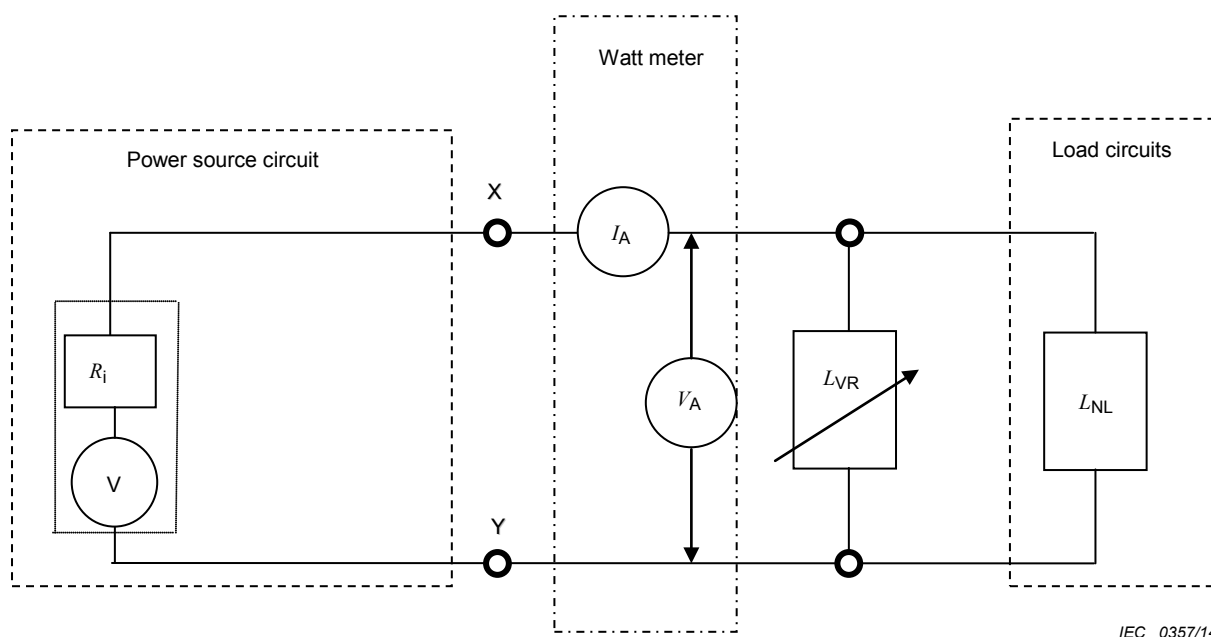 Watt meter
Power source circuit
Load circuits
X
I_A
R_i
L_VR
V_A
L_NL
V
Y
IEC 0357/14